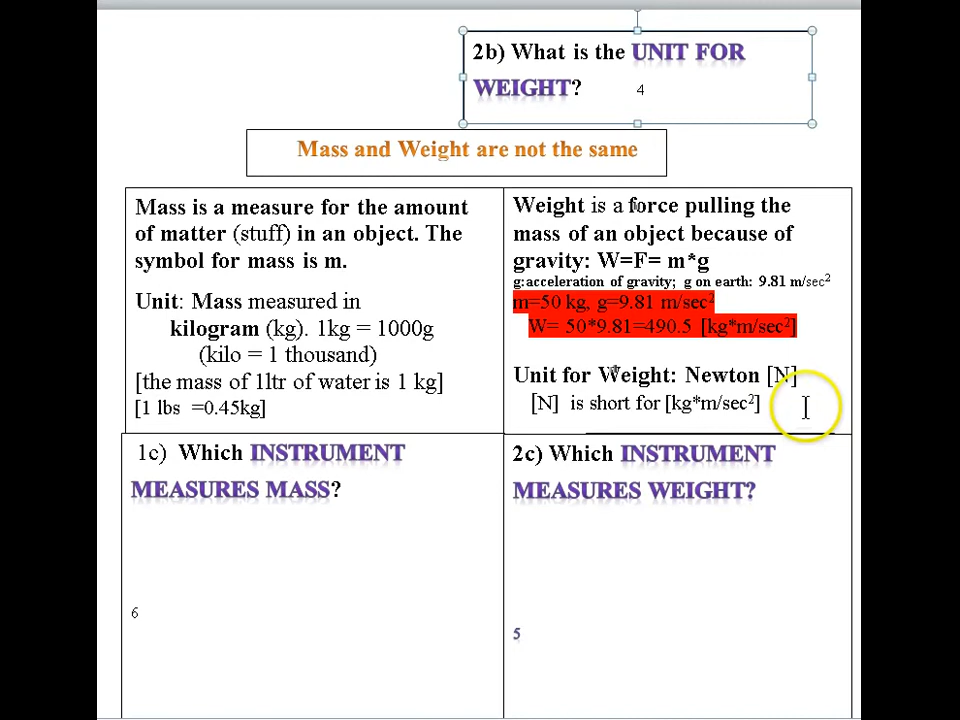 2b) What is the UNIT FOR
WEIGHT?
4
Mass and Weight are not the same
Mass is a measure for the amount
of matter (stuff) in an object. The
symbol for mass is m.
Unit: Mass measured in
kilogram (kg). 1kg = 1000g
(kilo = 1 thousand)
[the mass of 1ltr of water is 1 kg]
[1 lbs =0.45kg]
Weight is a force pulling the
mass of an object because of
gravity: W=F= m*g
g:acceleration of gravity; g on earth: 9.81 m/sec²
m=50 kg, g=9.81 m/sec²
W= 50*9.81=490.5 [kg*m/sec²]
Unit for Weight: Newton [N]
[N] is short for [kg*m/sec²]
1c) Which INSTRUMENT
MEASURES MASS?
6
2c) Which INSTRUMENT
MEASURES WEIGHT?
5